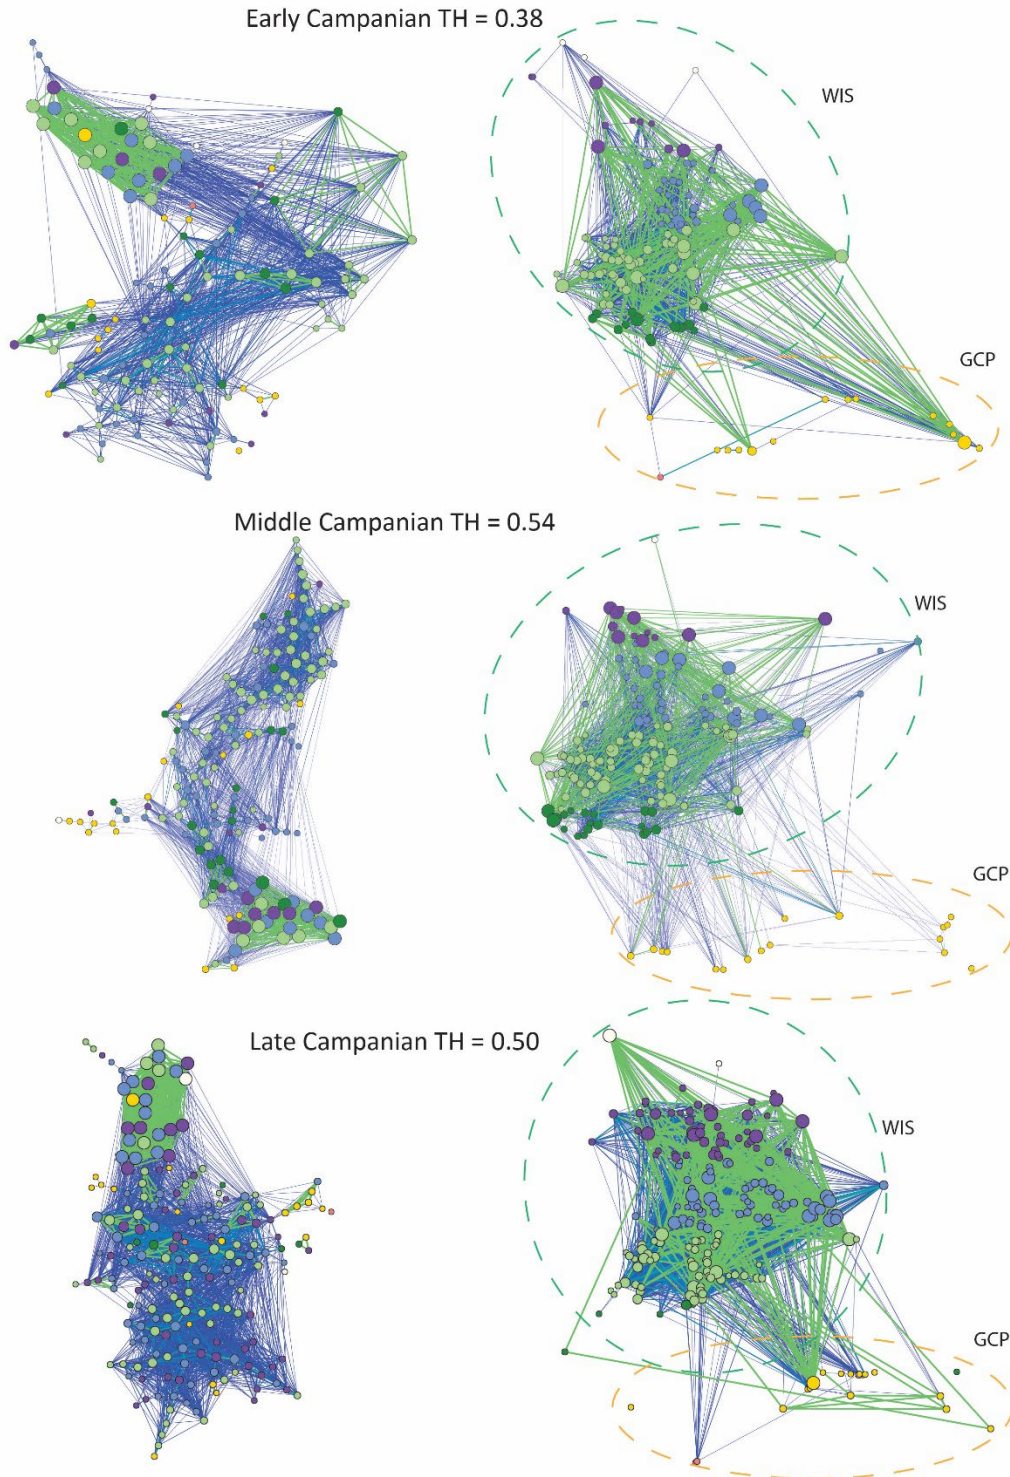 Early Campanian TH = 0.38
WIS
GCP
Middle Campanian TH = 0.54
WIS
GCP
Late Campanian TH = 0.50
WIS
GCP